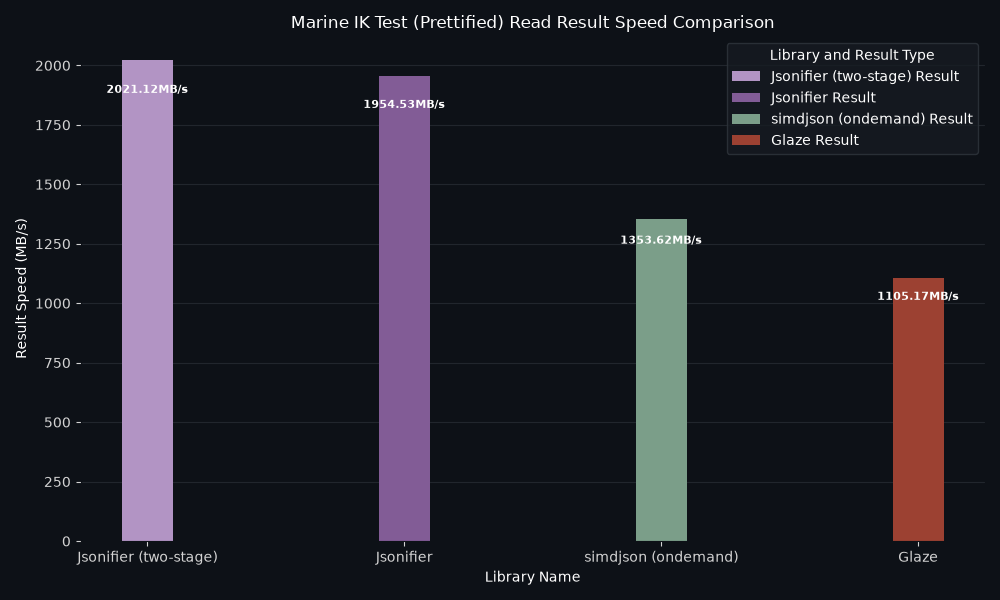 Marine IK Test (Prettified) Read Result Speed Comparison
Library and Result Type
Jsonifier (two-stage) Result
Jsonifier Result
simdjson (ondemand) Result
Glaze Result
Result Speed (MB/s)
2000
1750
1500
1250
1000
750
500
250
0
2021.12MB/s
1954.53MB/s
1353.62MB/s
1105.17MB/s
Jsonifier (two-stage)
Jsonifier
simdjson (ondemand)
Glaze
Library Name